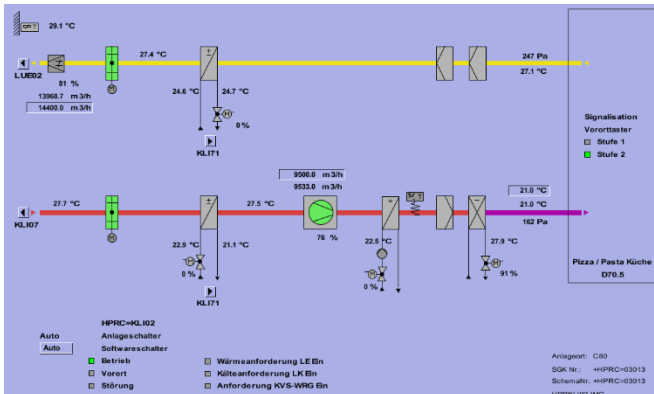 29.1 °C
27.4 °C
247 Pa
LUE02
81 %
24.6 °C
24.7 °C
27.1 °C
13968.7 m3/h
14400.0 m3/h
M
M
0 %
KLI71
Signalisation
Vororttaster
Stufe 1
Stufe 2
9500.0 m3/h
9533.0 m3/h
27.7 °C
27.5 °C
21.0 °C
21.0 °C
KLI07
162 Pa
M
76 %
22.9 °C
21.1 °C
22.5 °C
27.9 °C
M
M
M
0 %
0 %
91 %
KLI71
Pizza / Pasta Küche
D70.5
HPRC=KLI02
Auto
Anlageschalter
Auto
Softwareschalter
Betrieb
Wärmeanforderung LE Ein
Vorort
Kälteanforderung LK Ein
Störung
Anforderung KVS-WRG Ein
Anlageort: C80
SGK Nr.: +HPRC=03013
SchemaNr. +HPRC=03013